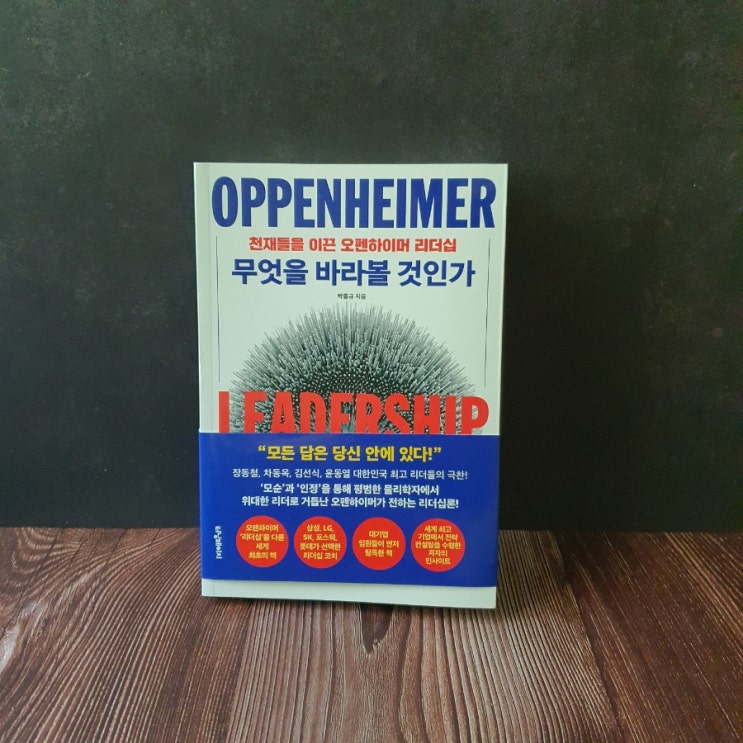 OPPENHEIMER
천재들을 이끈 오펜하이머 리더십
무엇을 바라볼 것인가
박종규 지음
LEADERSHIP
“모든 답은 당신 안에 있다!”
장동철, 차동옥, 김선식, 윤동열 대한민국 최고 리더들의 극찬!
‘모순’과 ‘인정’을 통해 평범한 물리학자에서
위대한 리더로 거듭난 오펜하이머가 전하는 리더십론!
오펜하이머
‘리더십’을 다룬
세계
최초의 책
삼성, LG,
SK, 포스텍,
롯데가 선택한
리더십 코치
대기업
임원들이 먼저
탐독한 책
세계 최고
기업에서 전략
컨설팅을 수행한
저자의
인사이트